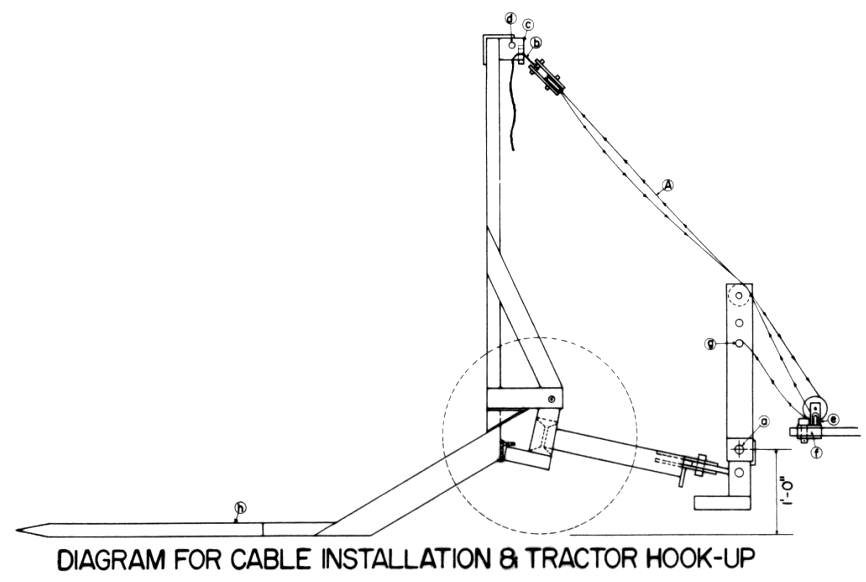 d
c
b
A
g
e
a
f
1'-0"
h
DIAGRAM FOR CABLE INSTALLATION & TRACTOR HOOK-UP